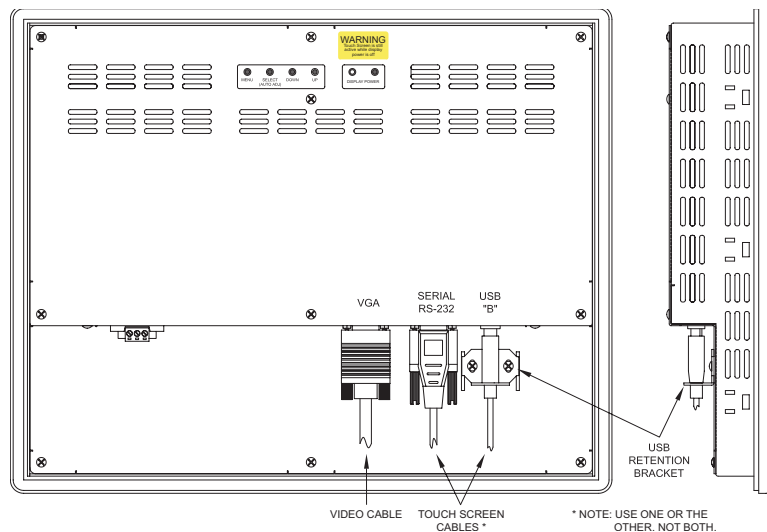 WARNING
Touch Screen is still
active while display
power is off
MENU
SELECT
(AUTO ADJ)
DOWN
UP
DISPLAY POWER
VGA
SERIAL
RS-232
USB
"B"
USB
RETENTION
BRACKET
VIDEO CABLE
TOUCH SCREEN
CABLES *
* NOTE: USE ONE OR THE
OTHER, NOT BOTH.